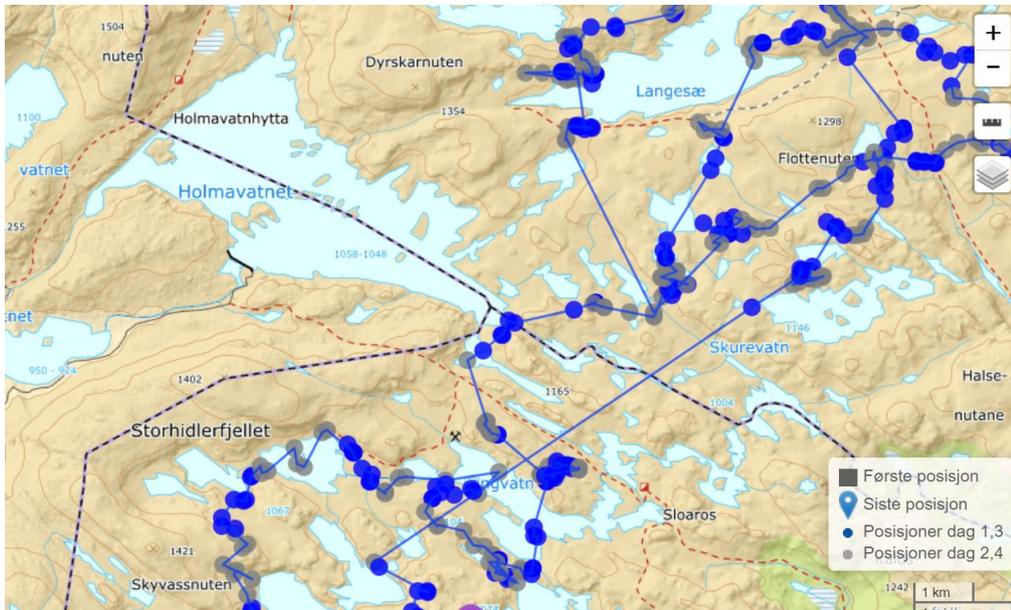 1504
nuten
Dyrskarnuten
Langesæ
1354
1298
1100
Holmavatnhytta
Flottenuten
vatnet
Holmavatnet
255
1058-1048
1146
Skurevatn
950 - 924
1402
1165
Halse-
1004
nutane
Storhidlerfjellet
1067
Sloaros
1421
Skyvassnuten
1242
+
−
Første posisjon
Siste posisjon
Posisjoner dag 1,3
Posisjoner dag 2,4
1 km